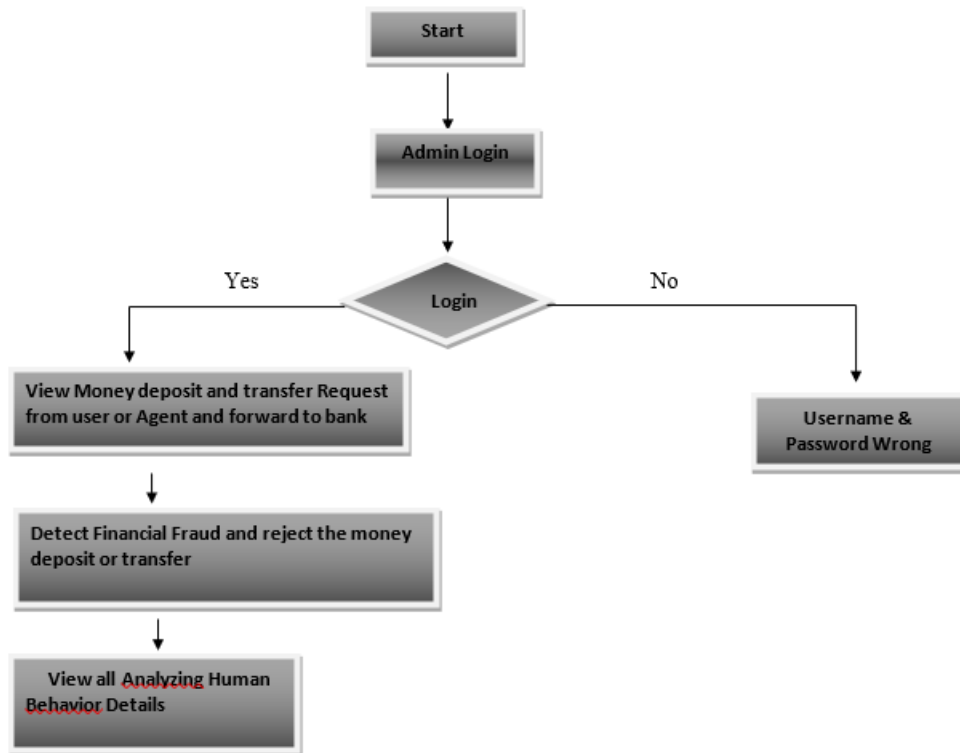 Start
Admin Login
Login
Yes
No
View Money deposit and transfer Request
from user or Agent and forward to bank
Username &
Password Wrong
Detect Financial Fraud and reject the money
deposit or transfer
View all Analyzing Human
Behavior Details